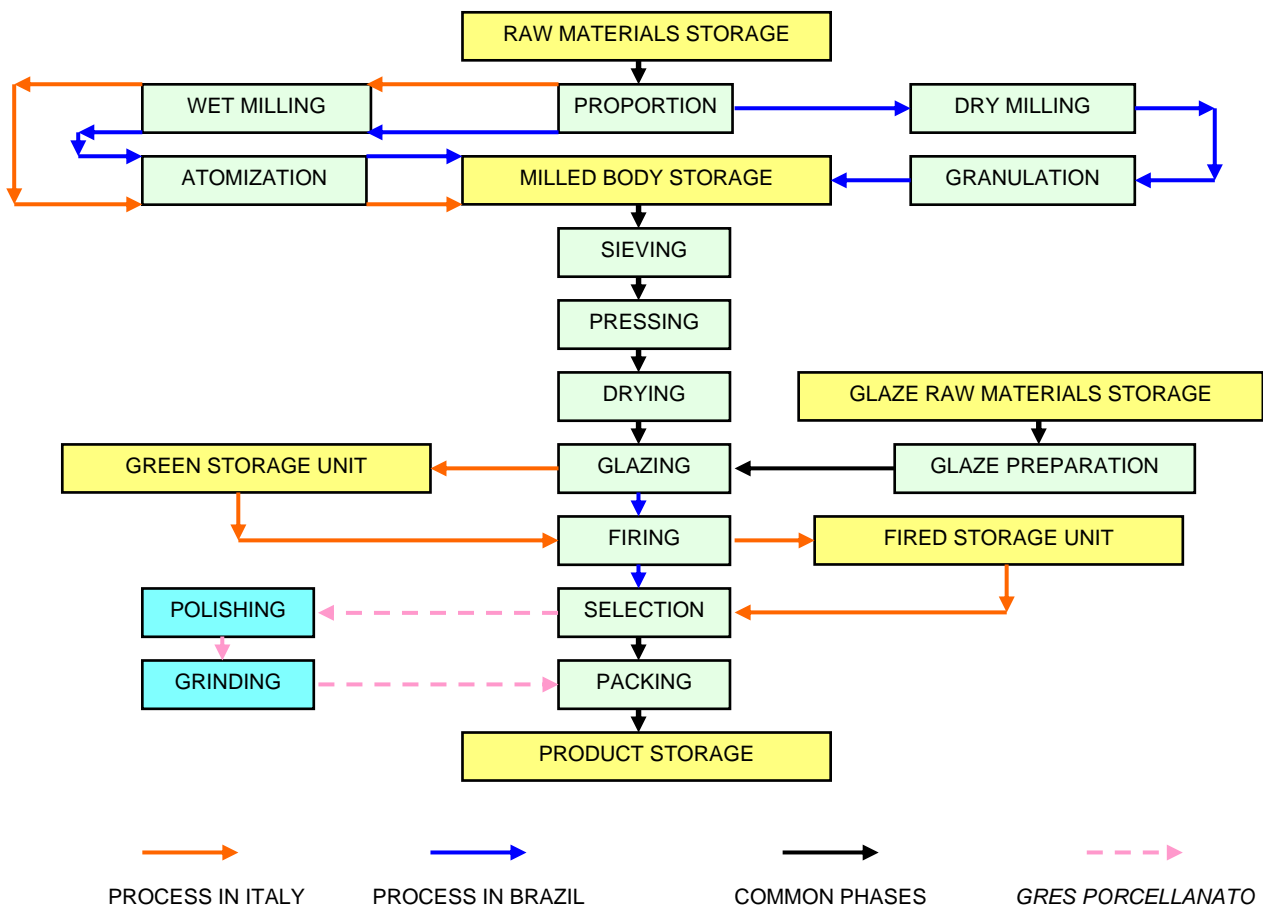 RAW MATERIALS STORAGE
WET MILLING
PROPORTION
DRY MILLING
ATOMIZATION
MILLED BODY STORAGE
GRANULATION
SIEVING
PRESSING
DRYING
GLAZE RAW MATERIALS STORAGE
GREEN STORAGE UNIT
GLAZING
GLAZE PREPARATION
FIRING
FIRED STORAGE UNIT
POLISHING
SELECTION
GRINDING
PACKING
PRODUCT STORAGE
PROCESS IN ITALY
PROCESS IN BRAZIL
COMMON PHASES
GRES PORCELLANATO